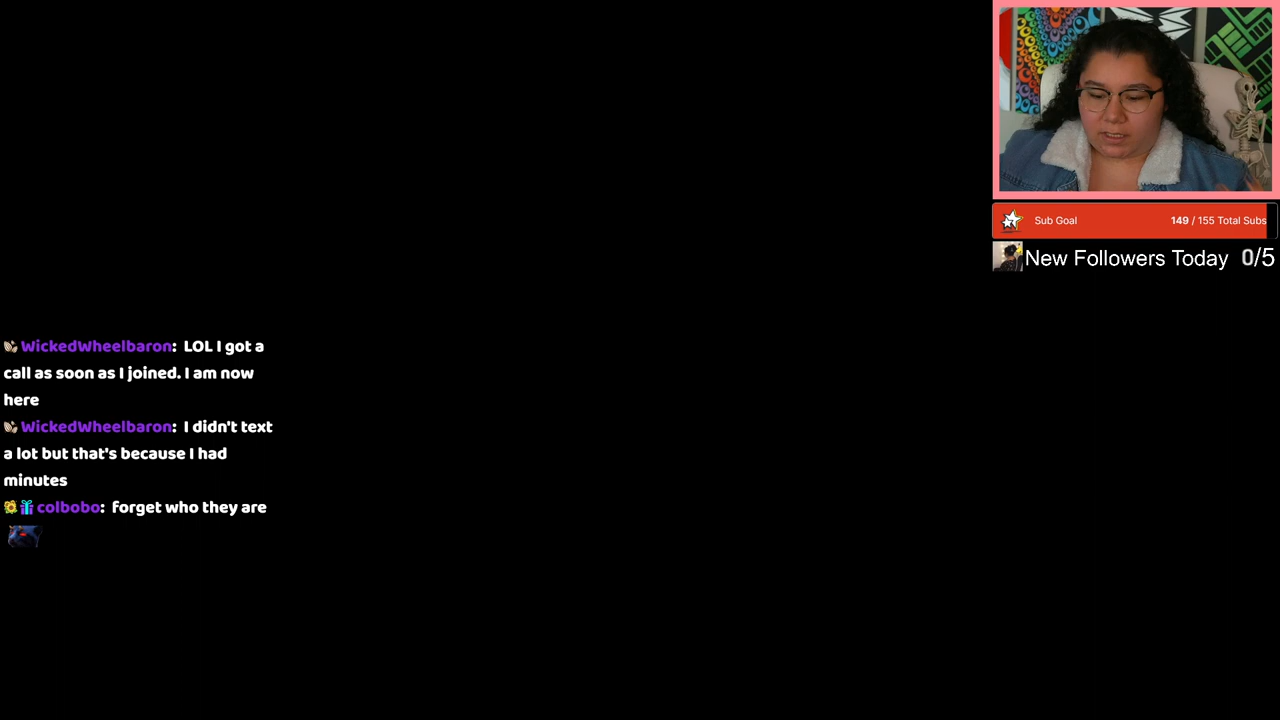 Sub Goal 149 / 155 Total Subs
New Followers Today 0/5
WickedWheelbaron: LOL I got a
call as soon as I joined. I am now
here
WickedWheelbaron: I didn't text
a lot but that's because I had
minutes
colbobo: forget who they are